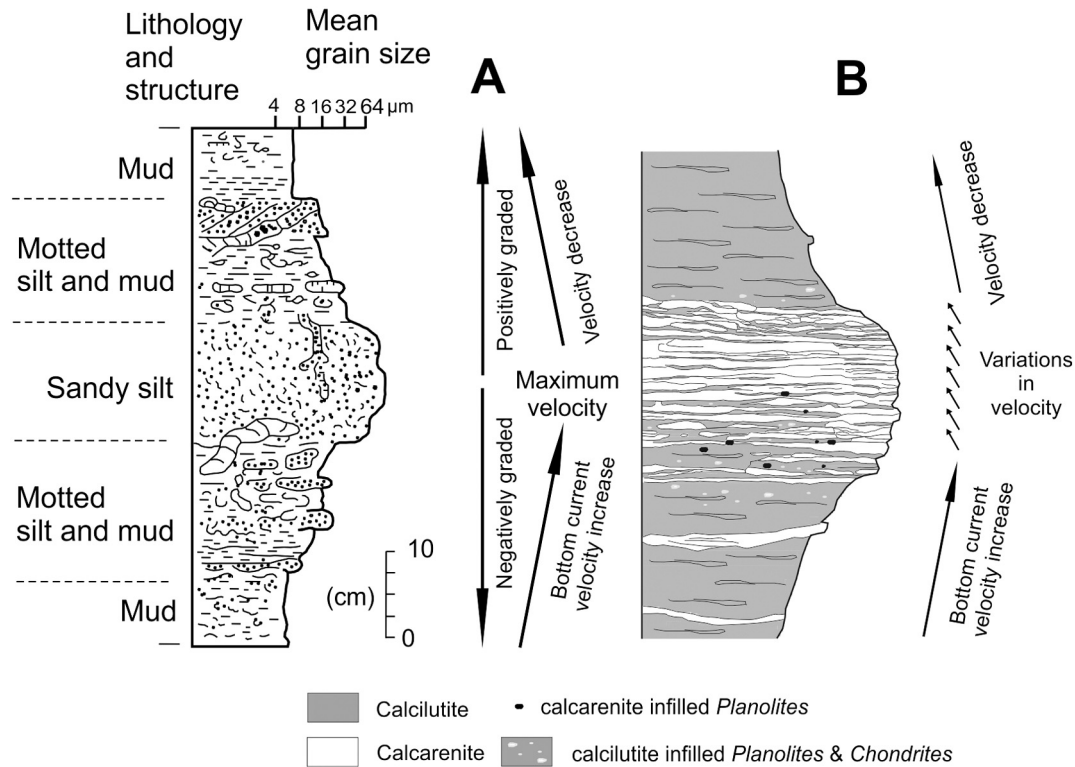 Lithology
and
structure
Mean
grain size
4 8 16 32 64 µm
A
B
Mud
Motted
silt and mud
Sandy silt
Motted
silt and mud
Mud
10
(cm)
0
Positively graded
Negatively graded
Velocity decrease
Maximum
velocity
Bottom current
velocity increase
Velocity decrease
Variations
in
velocity
Bottom current
velocity increase
Calcilutite
calcarenite infilled Planolites
Calcarenite
calcilutite infilled Planolites & Chondrites